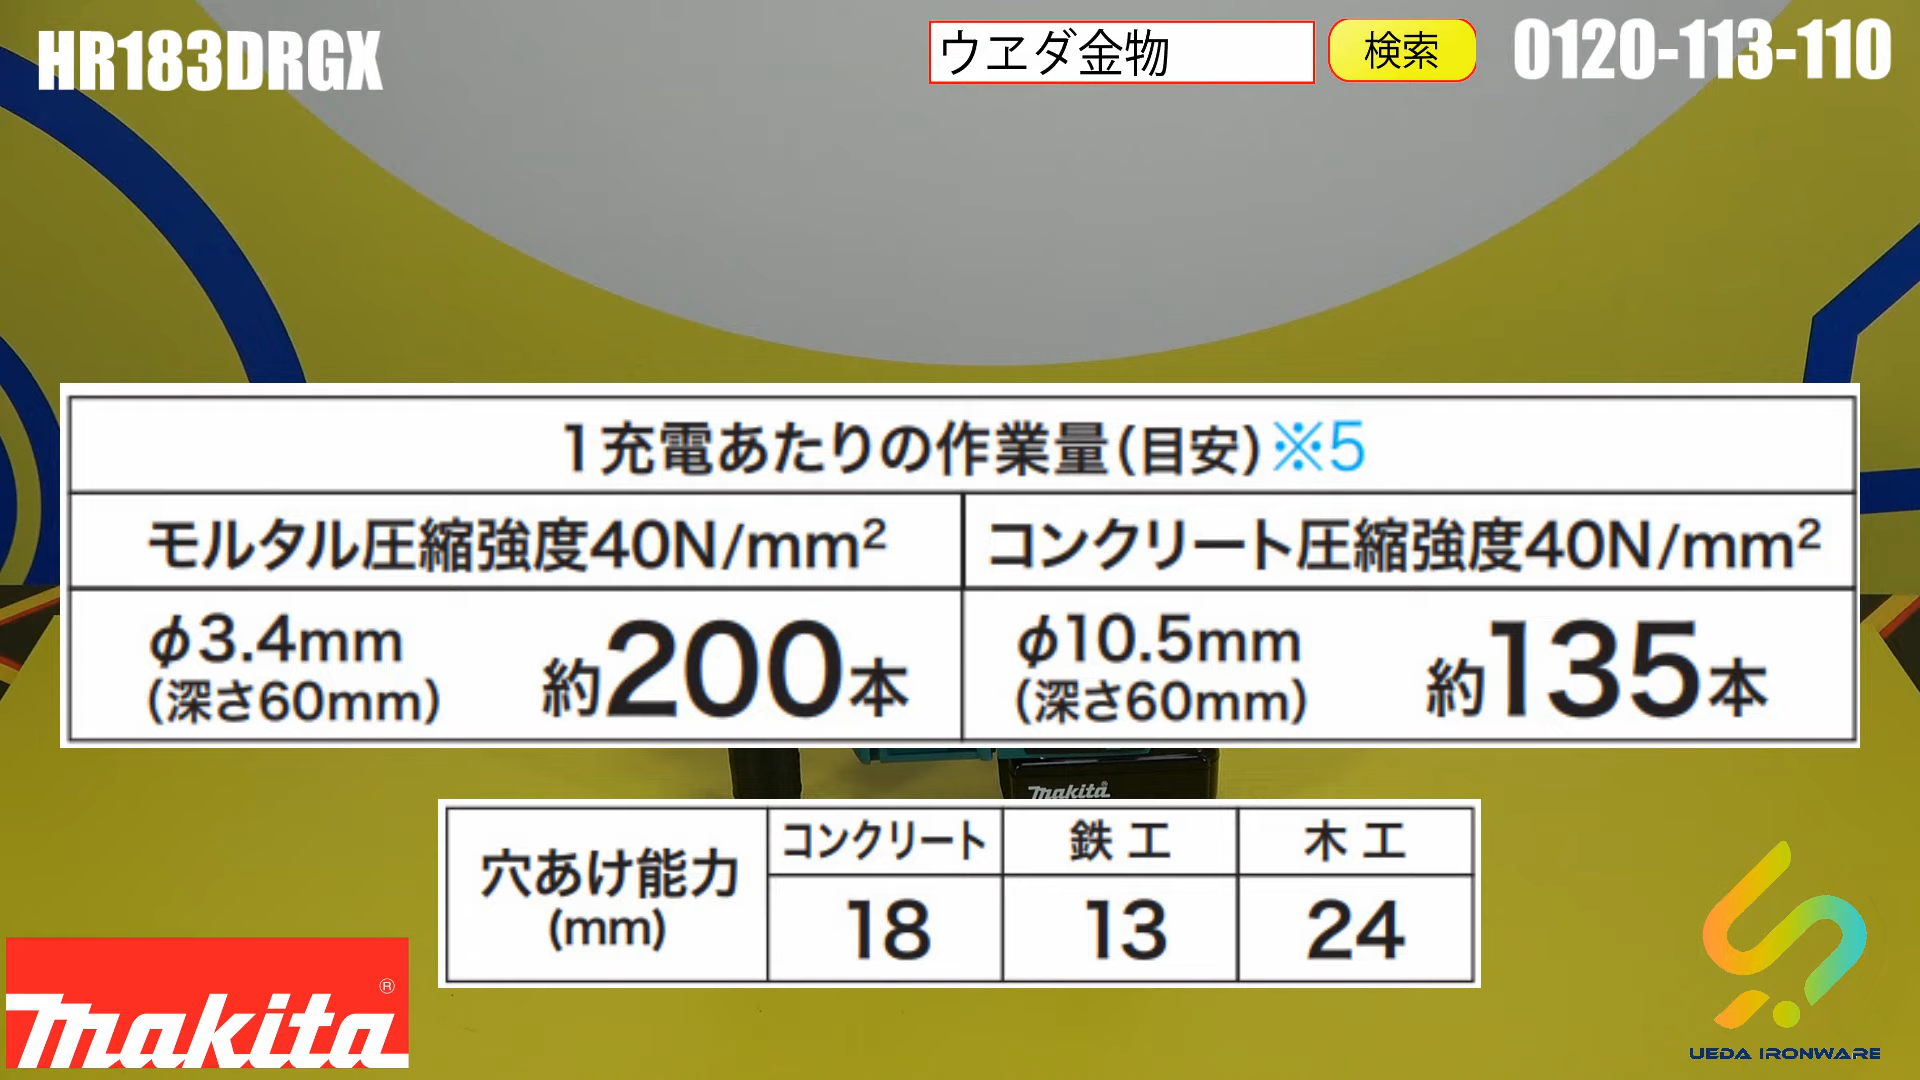 HR183DRGX
ウヱダ金物
検索
0120-113-110
1充電あたりの作業量(目安)※5
モルタル圧縮強度40N/mm²
コンクリート圧縮強度40N/mm²
φ3.4mm
(深さ60mm)
約200本
φ10.5mm
(深さ60mm)
約135本
makita
穴あけ能力
(mm)
コンクリート
鉄工
木工
18
13
24
makita®
UEDA IRONWARE